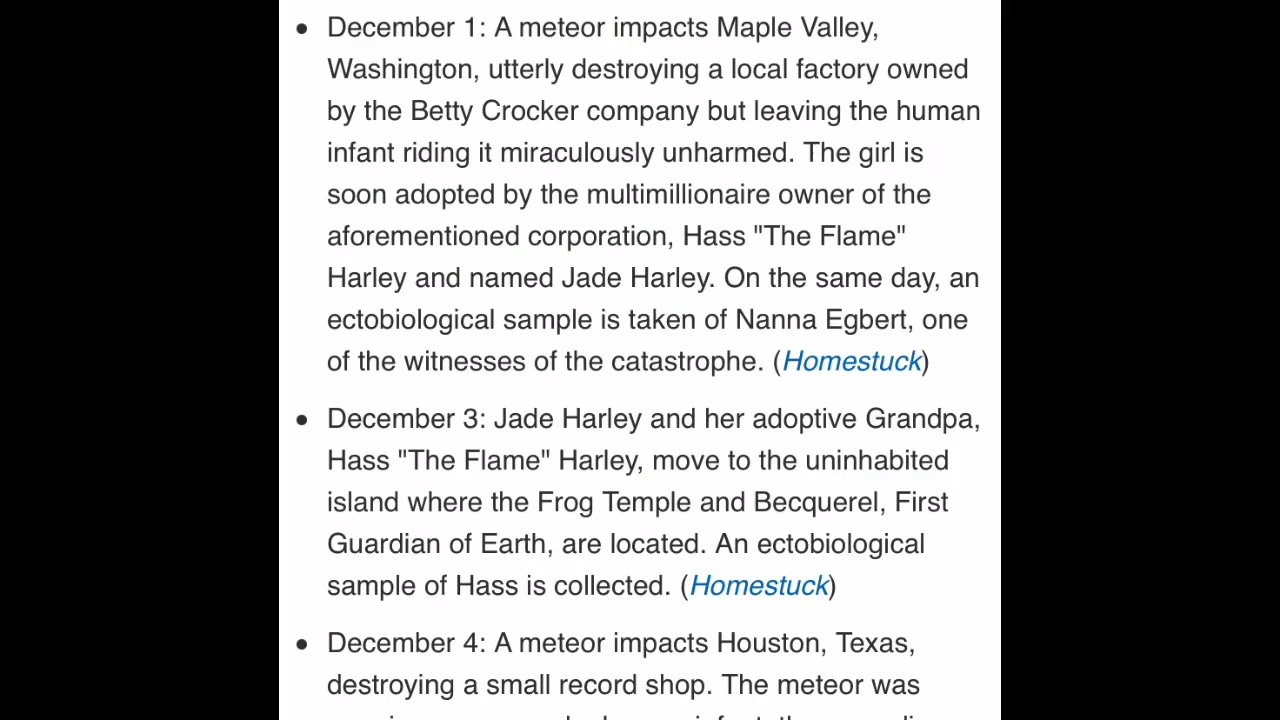 • December 1: A meteor impacts Maple Valley,
Washington, utterly destroying a local factory owned
by the Betty Crocker company but leaving the human
infant riding it miraculously unharmed. The girl is
soon adopted by the multimillionaire owner of the
aforementioned corporation, Hass "The Flame"
Harley and named Jade Harley. On the same day, an
ectobiological sample is taken of Nanna Egbert, one
of the witnesses of the catastrophe. (Homestuck)
• December 3: Jade Harley and her adoptive Grandpa,
Hass "The Flame" Harley, move to the uninhabited
island where the Frog Temple and Becquerel, First
Guardian of Earth, are located. An ectobiological
sample of Hass is collected. (Homestuck)
• December 4: A meteor impacts Houston, Texas,
destroying a small record shop. The meteor was